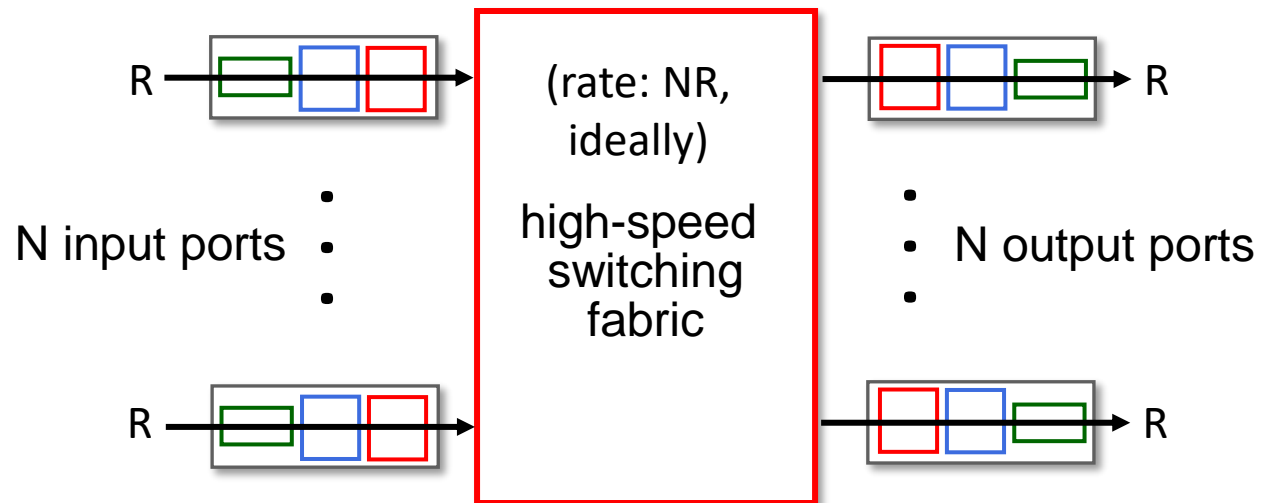 R
(rate: NR,
ideally)
R
N input ports
high-speed
switching
fabric
N output ports
R
R